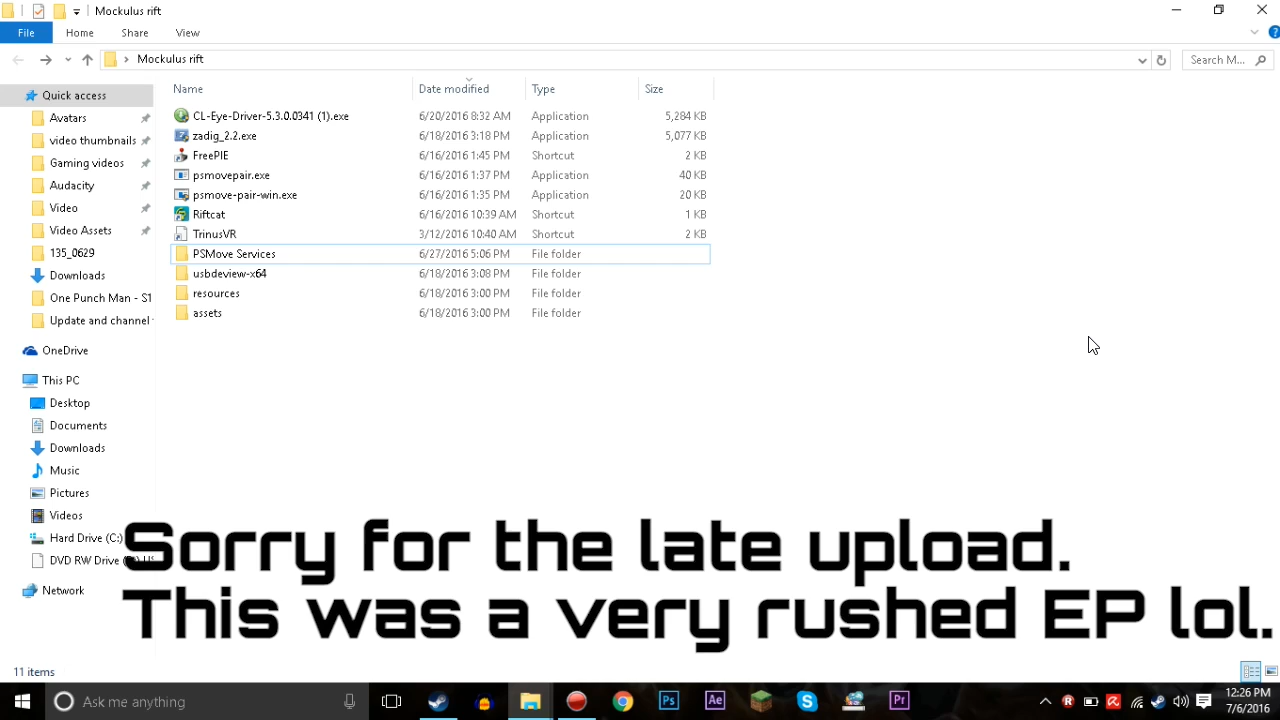 Mockulus rift
File Home Share View
Mockulus rift Search M...
Name Date modified Type Size
Quick access
Avatars
video thumbnails
Gaming videos
Audacity
Video
Video Assets
135_0629
Downloads
One Punch Man - S1
Update and channel
OneDrive
This PC
Desktop
Documents
Downloads
Music
Pictures
Videos
Hard Drive (C:)
DVD RW Drive
Network
CL-Eye-Driver-5.3.0.0341 (1).exe 6/20/2016 8:32 AM Application 5,284 KB
zadig_2.2.exe 6/18/2016 3:18 PM Application 5,077 KB
FreePIE 6/16/2016 1:45 PM Shortcut 2 KB
psmovepair.exe 6/16/2016 1:37 PM Application 40 KB
psmove-pair-win.exe 6/16/2016 1:35 PM Application 20 KB
Riftcat 6/16/2016 10:39 AM Shortcut 1 KB
TrinusVR 3/12/2016 10:40 AM Shortcut 2 KB
PSMove Services 6/27/2016 5:06 PM File folder
usbdeview-x64 6/18/2016 3:08 PM File folder
resources 6/18/2016 3:00 PM File folder
assets 6/18/2016 3:00 PM File folder
Sorry for the late upload.
This was a very rushed EP lol.
11 items
Ask me anything
Ps Ae Pr
12:26 PM
7/6/2016